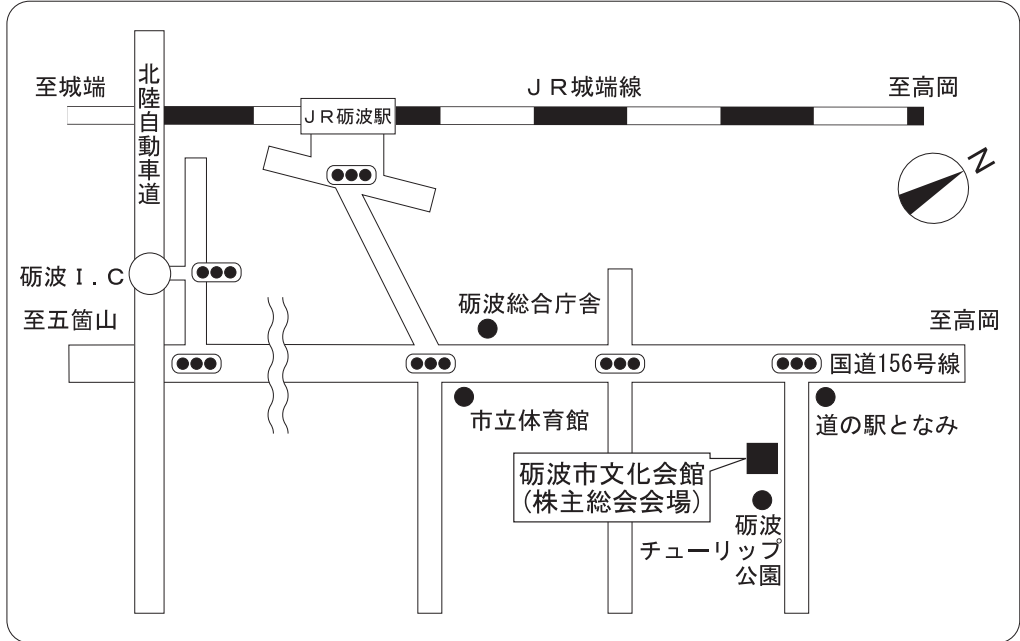 至城端
北陸自動車道
JR城端線
至高岡
JR砺波駅
N
砺波I.C
至五箇山
砺波総合庁舎
至高岡
国道156号線
市立体育館
道の駅となみ
砺波市文化会館
(株主総会会場)
砺波
チューリップ
公園